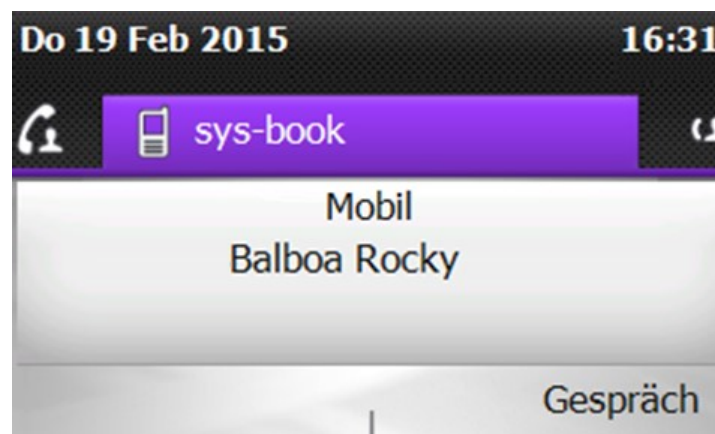 Do 19 Feb 2015 16:31
sys-book
Mobil
Balboa Rocky
Gespräch